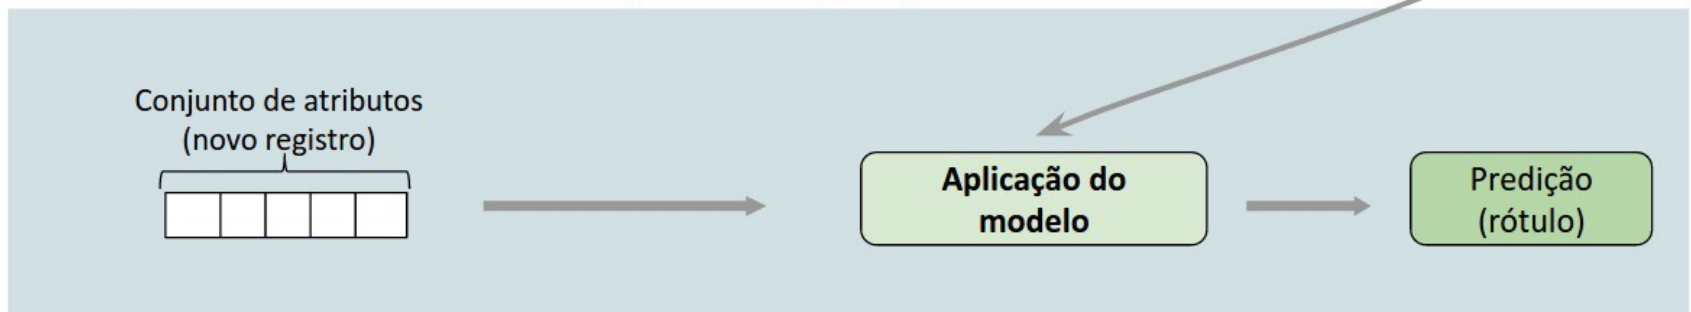 Conjunto de atributos
(novo registro)
Aplicação do
modelo
Predição
(rótulo)